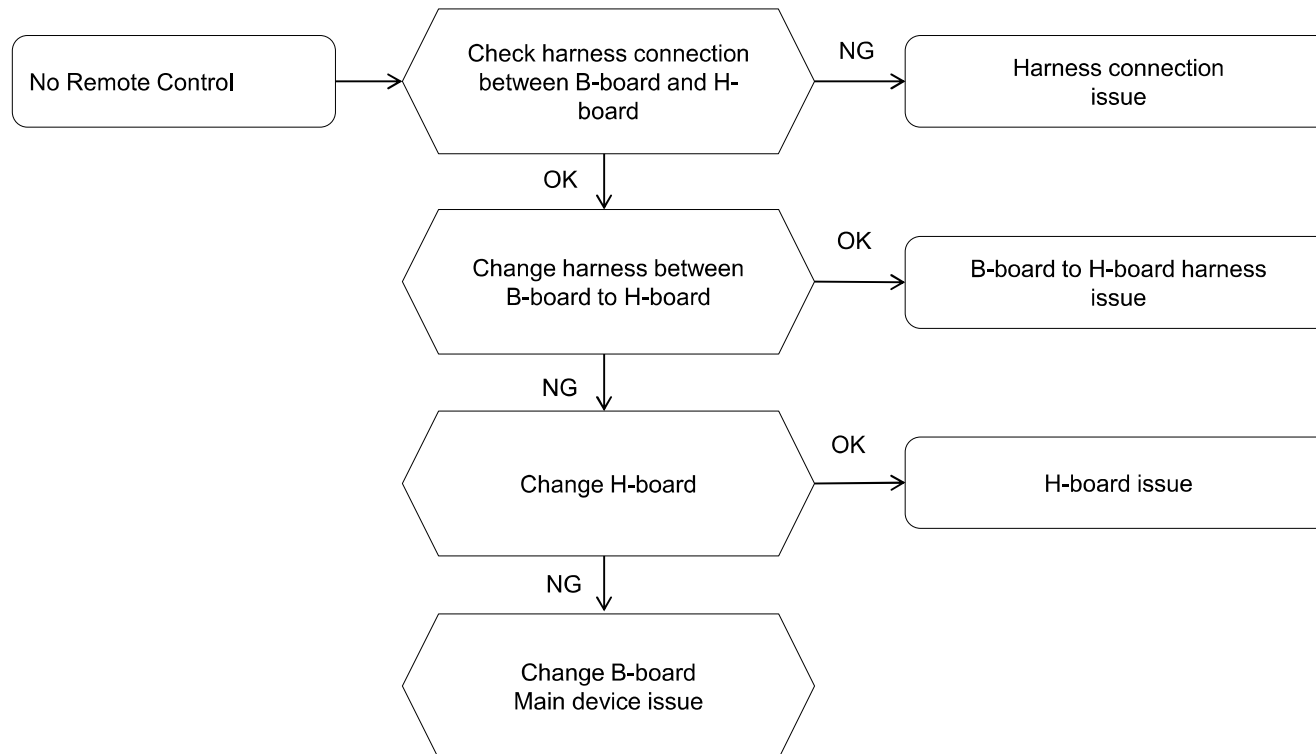 No Remote Control
Check harness connection
between B-board and H-
board
NG
Harness connection
issue
OK
Change harness between
B-board to H-board
OK
B-board to H-board harness
issue
NG
Change H-board
OK
H-board issue
NG
Change B-board
Main device issue